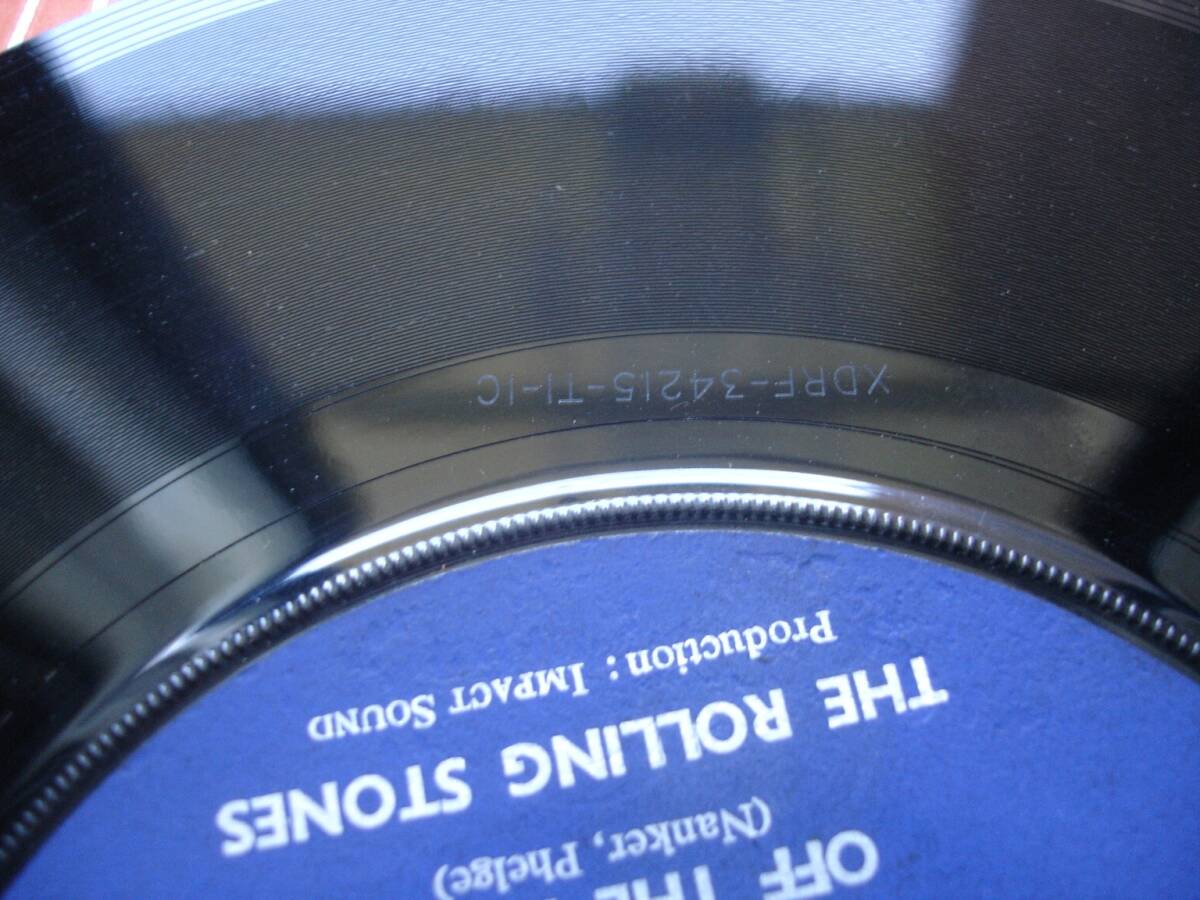 XDRF-34215-T1-1C
OFF THE
(Nanker, Phelge)
THE ROLLING STONES
Production: IMPACT SOUND